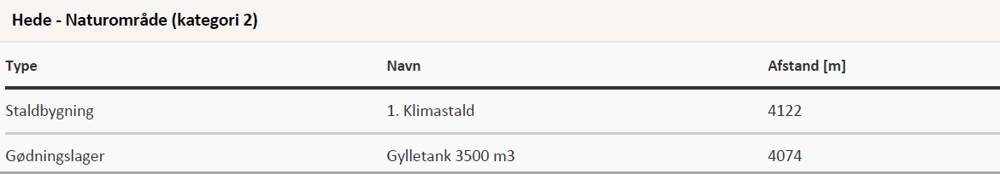 Hede - Naturområde (kategori 2)
Type Navn Afstand [m]
Staldbygning 1. Klimastald 4122
Gødningslager Gylletank 3500 m3 4074